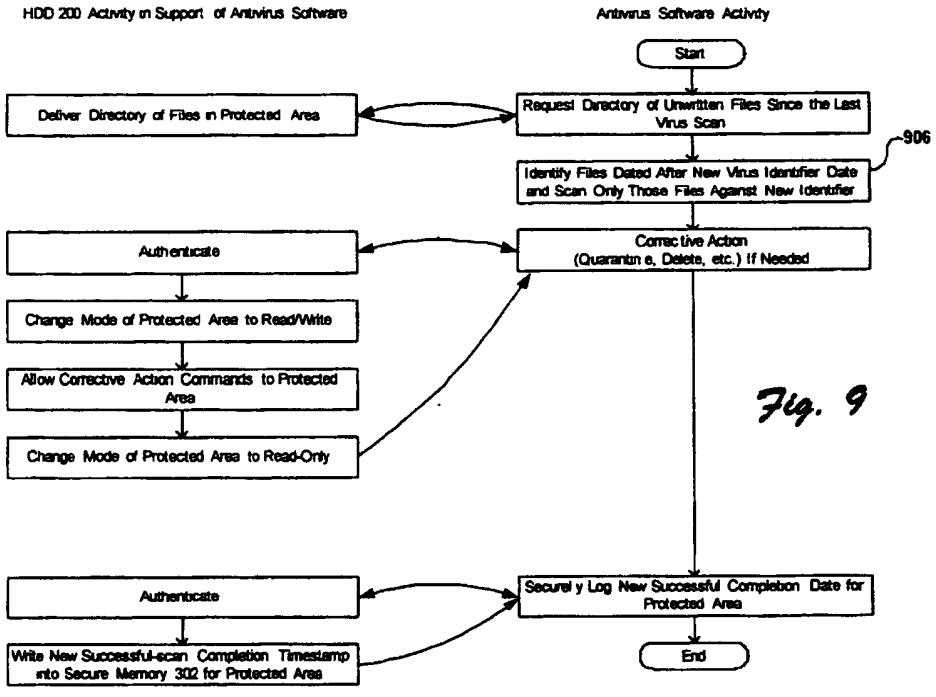 HDD 200 Activity in Support of Antivirus Software
Antivirus Software Activity
Start
Deliver Directory of Files in Protected Area
Request Directory of Unwritten Files Since the Last
Virus Scan
906
Identify Files Dated After New Virus Identifier Date
and Scan Only Those Files Against New Identifier
Authenticate
Corrective Action
(Quarantine, Delete, etc.) If Needed
Change Mode of Protected Area to Read/Write
Allow Corrective Action Commands to Protected
Area
Change Mode of Protected Area to Read-Only
Fig. 9
Authenticate
Securely Log New Successful Completion Date for
Protected Area
Write New Successful-scan Completion Timestamp
into Secure Memory 302 for Protected Area
End